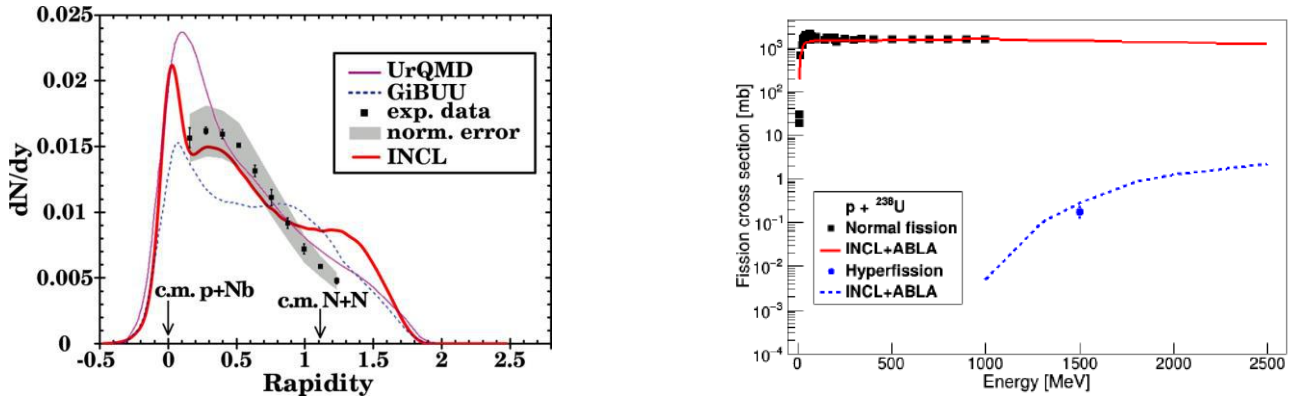 0.025
0.02
0.015
0.01
0.005
0
dN/dy
UrQMD
GiBUU
exp. data
norm. error
INCL
c.m. p+Nb
c.m. N+N
-0.5 0 0.5 1 1.5 2 2.5
Rapidity
Fission cross section [mb]
10³
10²
10
1
10⁻¹
10⁻²
10⁻³
10⁻⁴
p + ²³⁸U
Normal fission
INCL+ABLA
Hyperfission
INCL+ABLA
0 500 1000 1500 2000 2500
Energy [MeV]